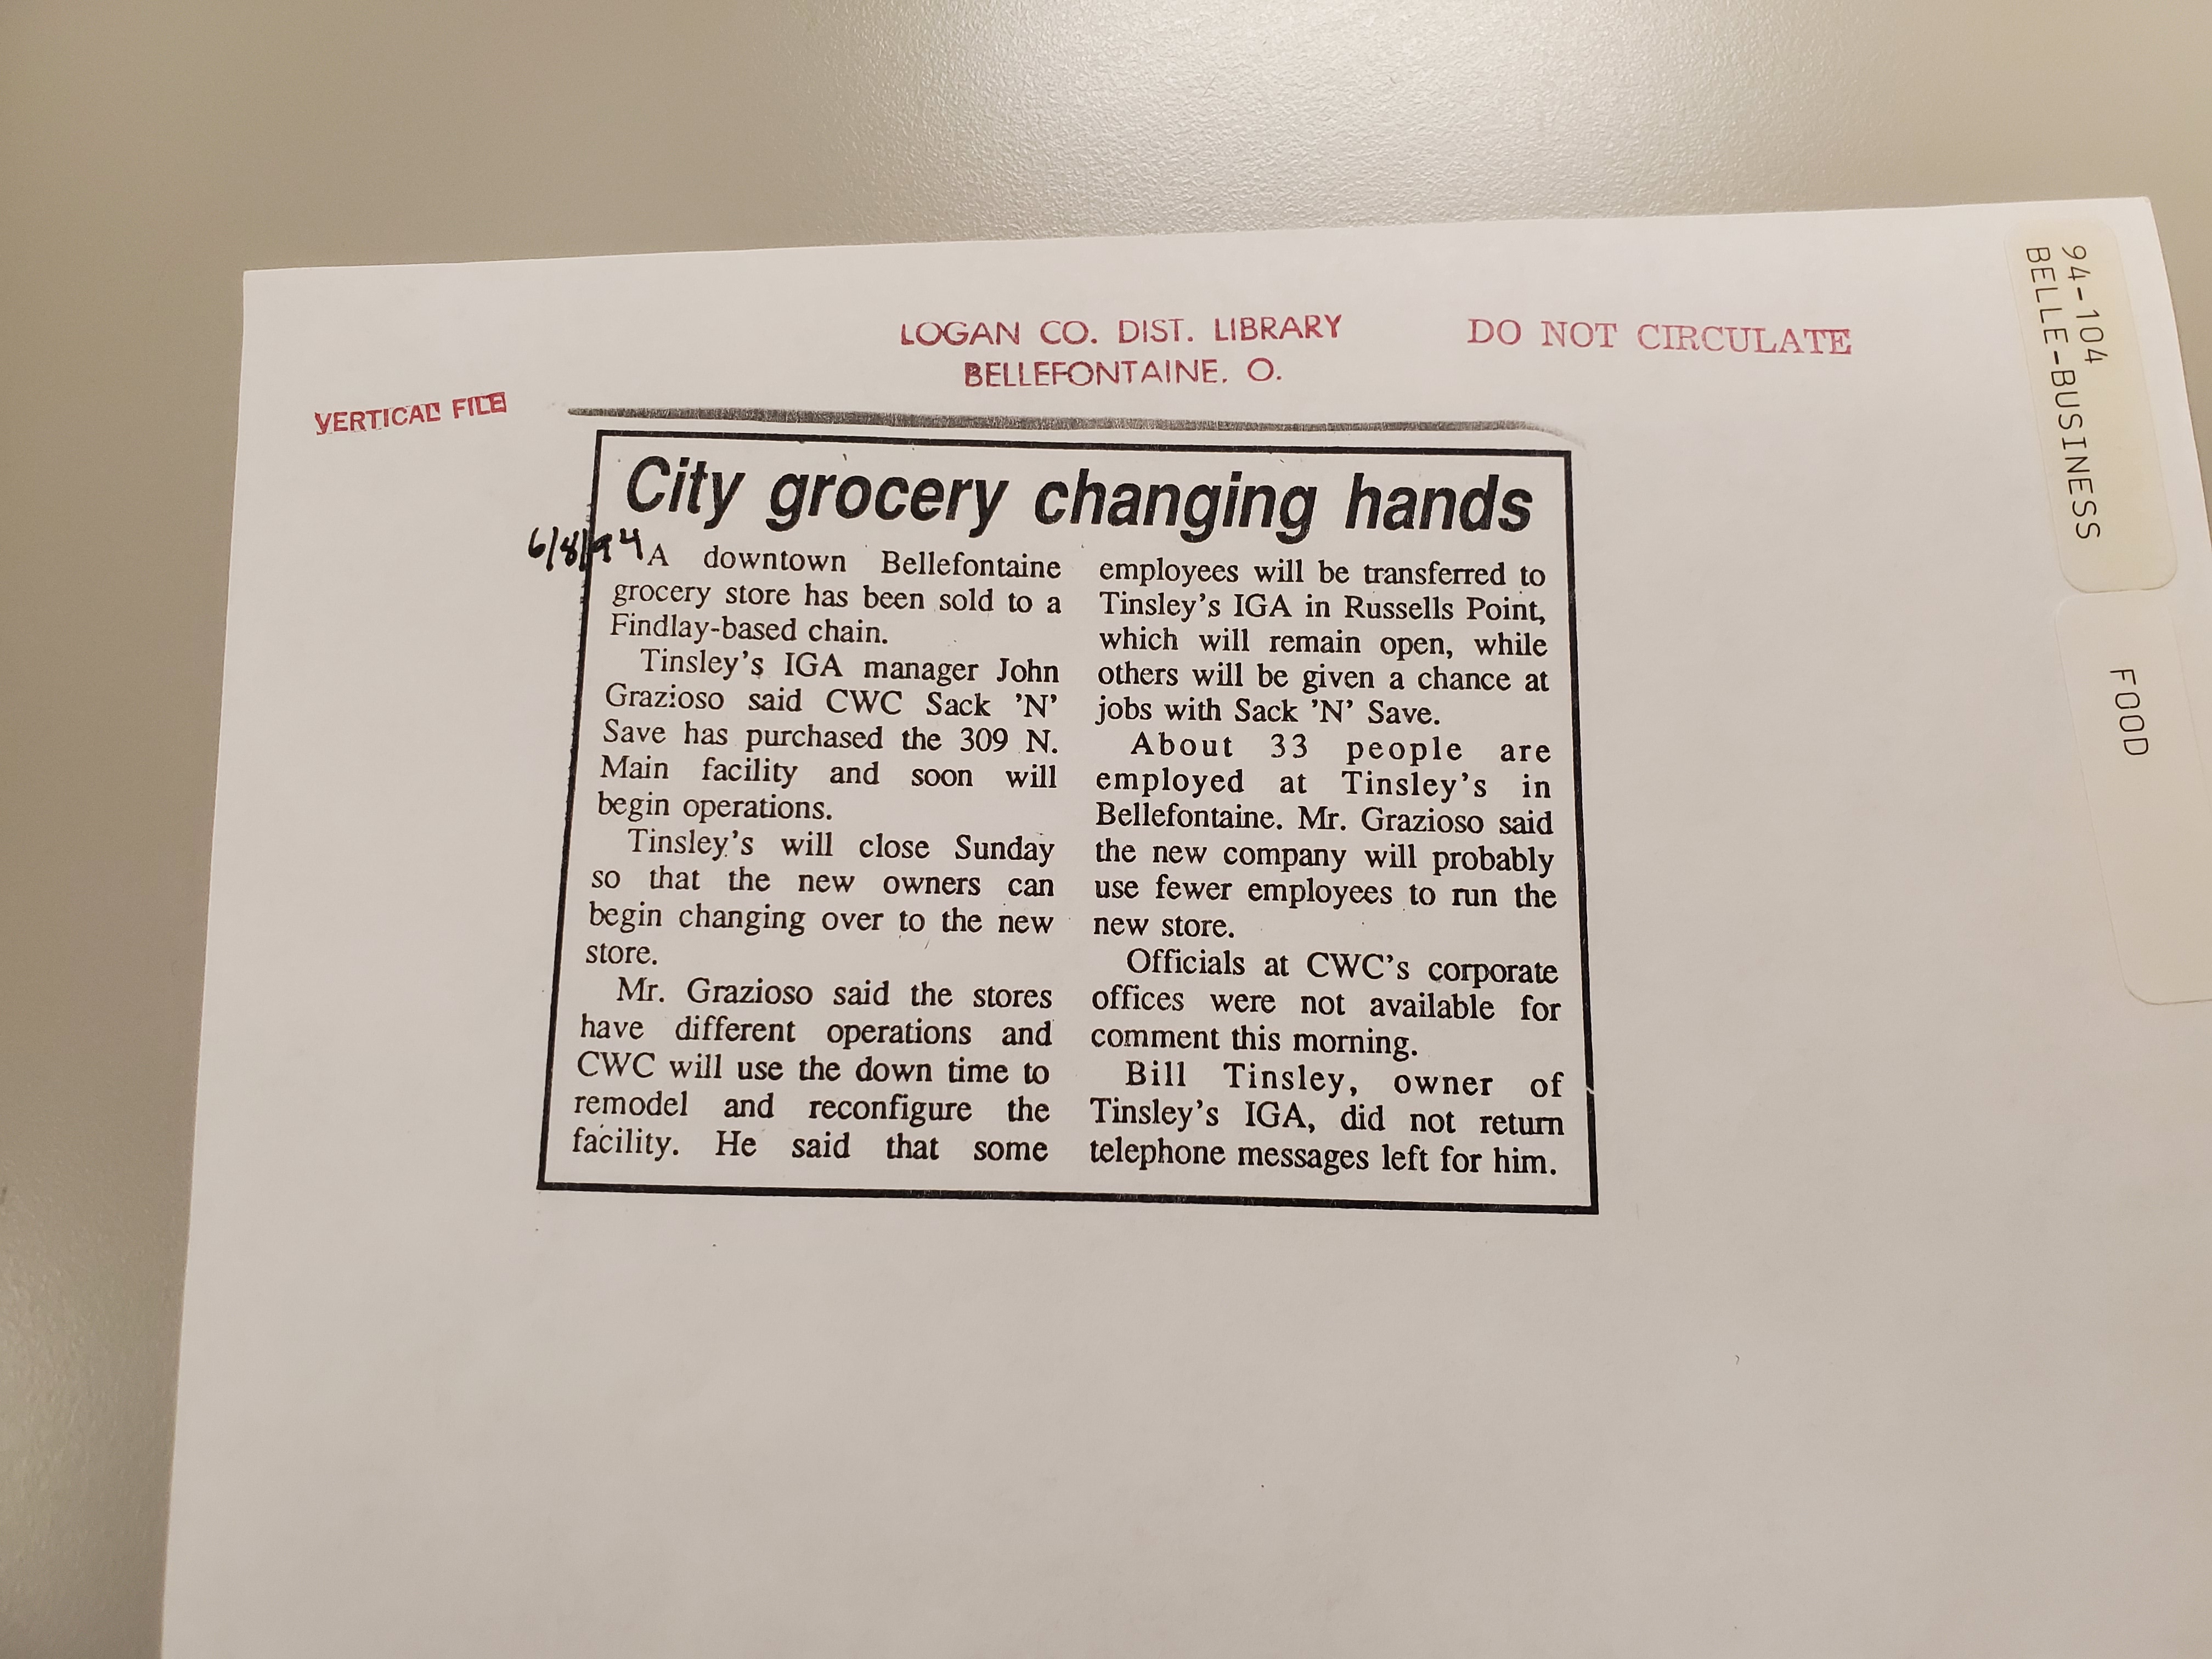 LOGAN CO. DIST. LIBRARY
BELLEFONTAINE, O.
DO NOT CIRCULATE
VERTICAL FILE
94-104
BELLE-BUSINESS
FOOD
City grocery changing hands
6/8/94
A downtown Bellefontaine
grocery store has been sold to a
Findlay-based chain.
Tinsley's IGA manager John
Grazioso said CWC Sack 'N'
Save has purchased the 309 N.
Main facility and soon will
begin operations.
Tinsley's will close Sunday
so that the new owners can
begin changing over to the new
store.
Mr. Grazioso said the stores
have different operations and
CWC will use the down time to
remodel and reconfigure the
facility. He said that some
employees will be transferred to
Tinsley's IGA in Russells Point,
which will remain open, while
others will be given a chance at
jobs with Sack 'N' Save.
About 33 people are
employed at Tinsley's in
Bellefontaine. Mr. Grazioso said
the new company will probably
use fewer employees to run the
new store.
Officials at CWC's corporate
offices were not available for
comment this morning.
Bill Tinsley, owner of
Tinsley's IGA, did not return
telephone messages left for him.